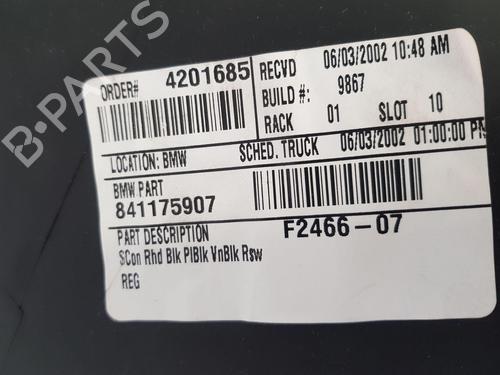 ORDER# 4201685
RECVD 06/03/2002 10:48 AM
BUILD #: 9867
RACK 01 SLOT 10
LOCATION: BMW SCHED. TRUCK 06/03/2002 01:00:00 PM
BMW PART
841175907
F2466-07
PART DESCRIPTION
SCon Rhd Blk PlBlk VnBlk Rsw
REG
B-PARTS